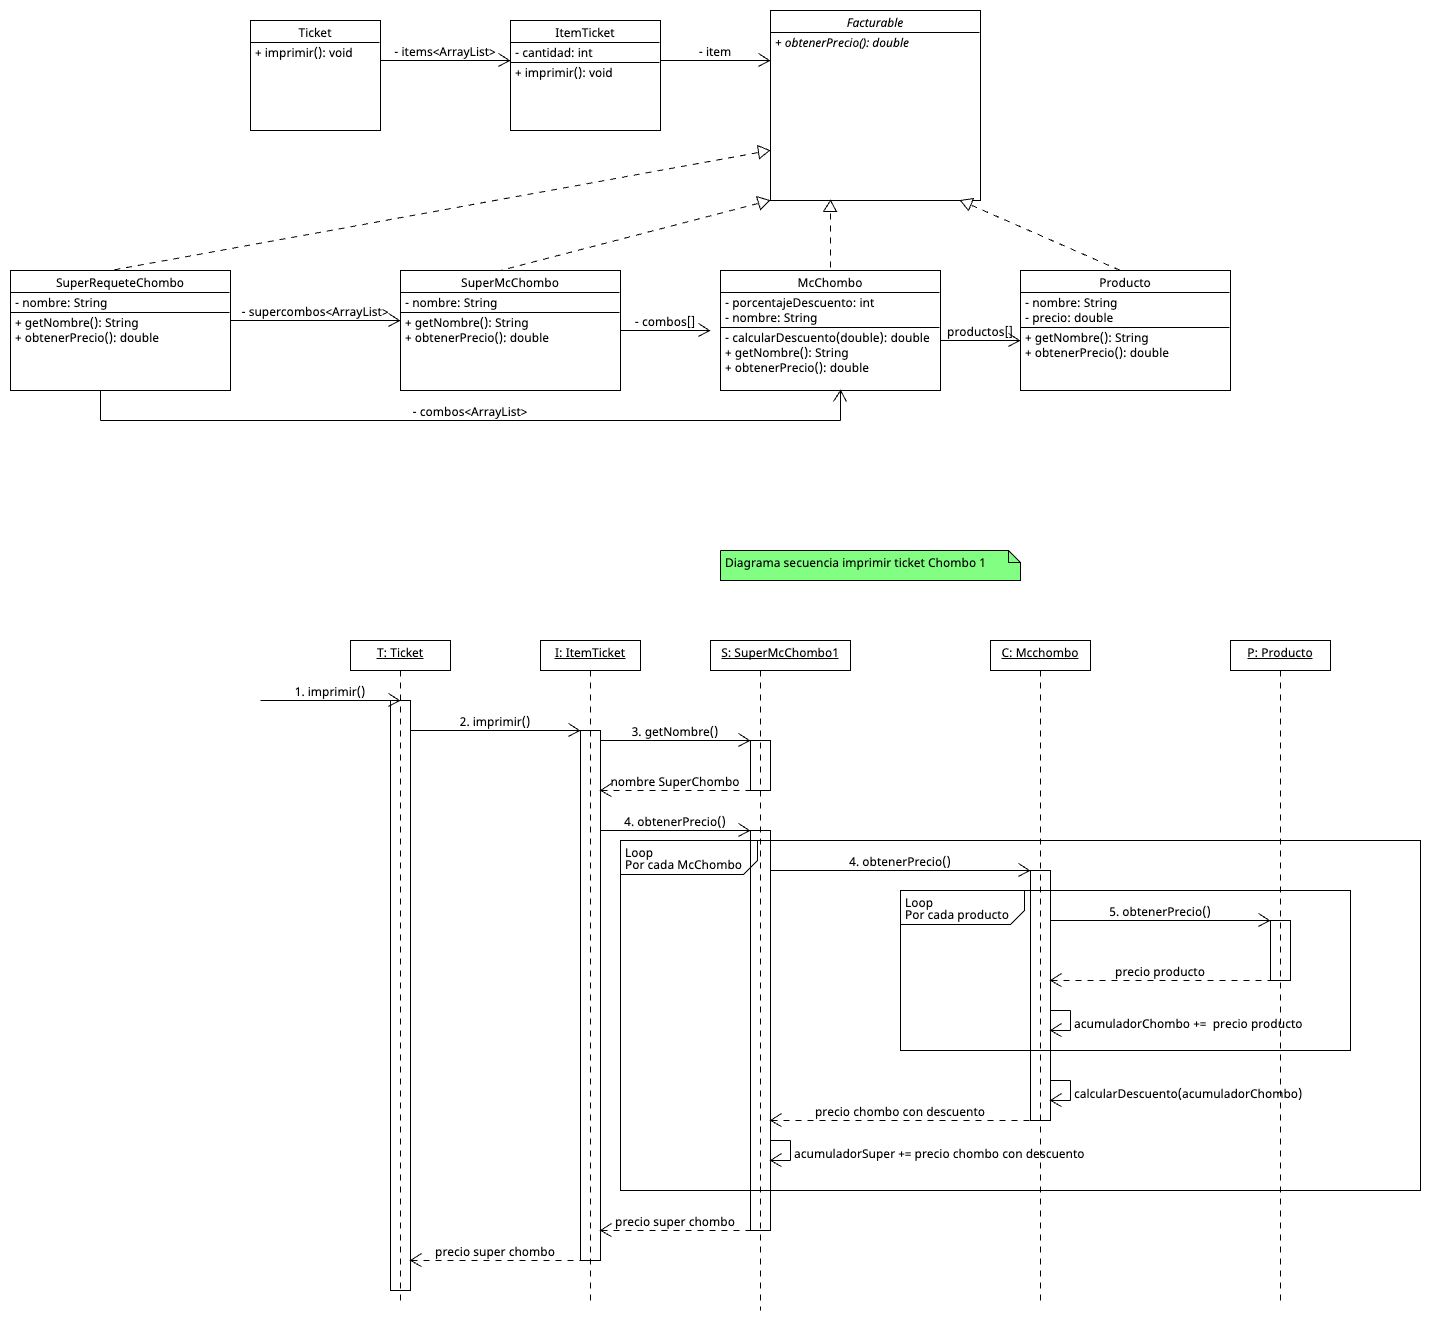 Ticket
+ imprimir(): void
- items<ArrayList>
ItemTicket
- cantidad: int
+ imprimir(): void
- item
Facturable
+ obtenerPrecio(): double
SuperRequeteChombo
- nombre: String
+ getNombre(): String
+ obtenerPrecio(): double
- supercombos<ArrayList>
SuperMcChombo
- nombre: String
+ getNombre(): String
+ obtenerPrecio(): double
- combos[]
McChombo
- porcentajeDescuento: int
- nombre: String
- calcularDescuento(double): double
+ getNombre(): String
+ obtenerPrecio(): double
productos[]
Producto
- nombre: String
- precio: double
+ getNombre(): String
+ obtenerPrecio(): double
- combos<ArrayList>
Diagrama secuencia imprimir ticket Chombo 1
T: Ticket
I: ItemTicket
S: SuperMcChombo1
C: Mcchombo
P: Producto
1. imprimir()
2. imprimir()
3. getNombre()
nombre SuperChombo
4. obtenerPrecio()
Loop
Por cada McChombo
4. obtenerPrecio()
Loop
Por cada producto
5. obtenerPrecio()
precio producto
acumuladorChombo += precio producto
calcularDescuento(acumuladorChombo)
precio chombo con descuento
acumuladorSuper += precio chombo con descuento
precio super chombo
precio super chombo